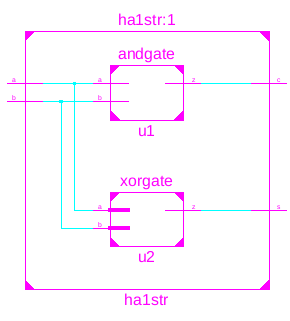 ha1str:1
andgate
a a z c
b b
u1
xorgate
a z s
b
u2
ha1str